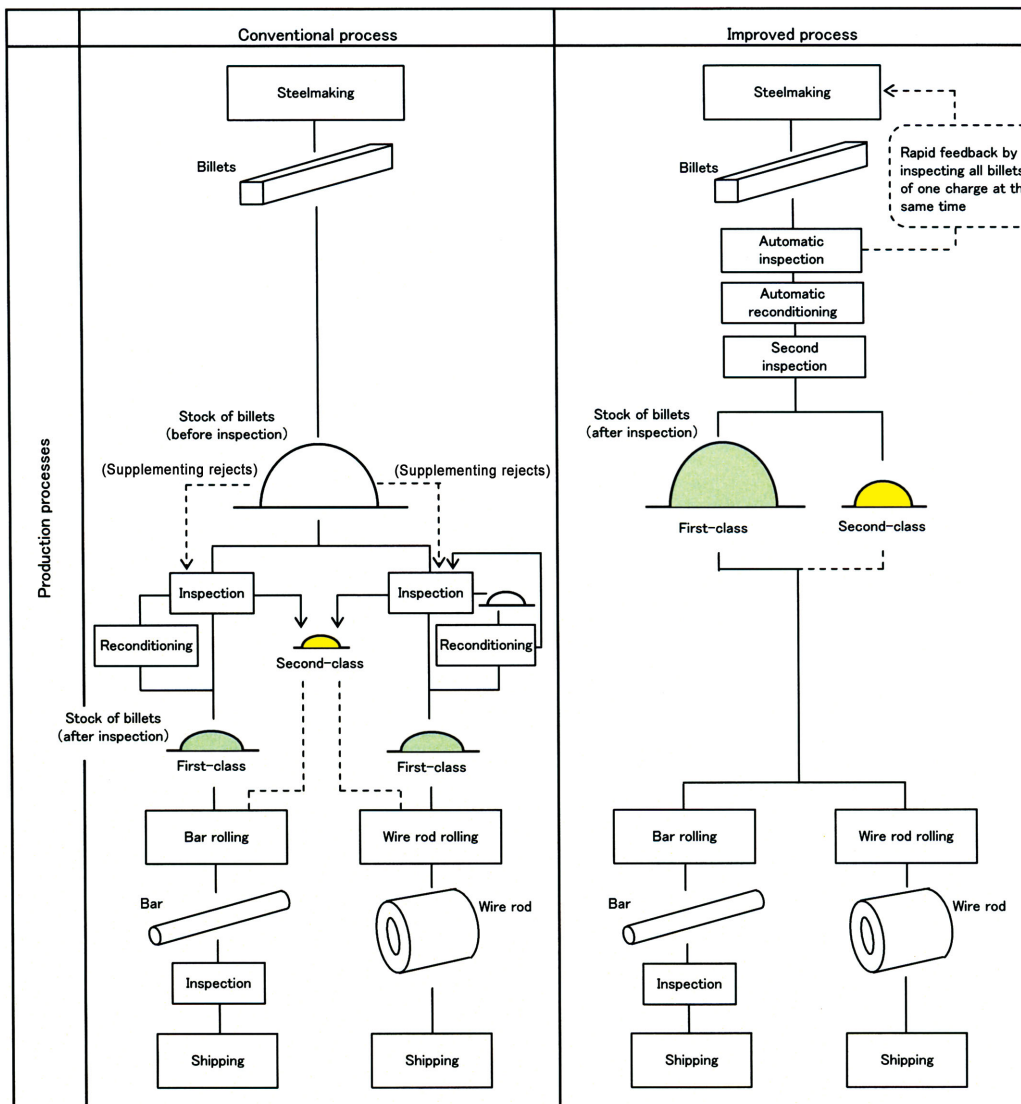 Conventional process
Improved process
Production processes
Steelmaking
Billets
Stock of billets
(before inspection)
(Supplementing rejects)
(Supplementing rejects)
Inspection
Inspection
Reconditioning
Reconditioning
Second-class
Stock of billets
(after inspection)
First-class
First-class
Bar rolling
Wire rod rolling
Bar
Wire rod
Inspection
Shipping
Shipping
Steelmaking
Billets
Rapid feedback by
inspecting all billets
of one charge at
same time
Automatic
inspection
Automatic
reconditioning
Second
inspection
Stock of billets
(after inspection)
First-class
Second-class
Bar rolling
Wire rod rolling
Bar
Wire rod
Inspection
Shipping
Shipping